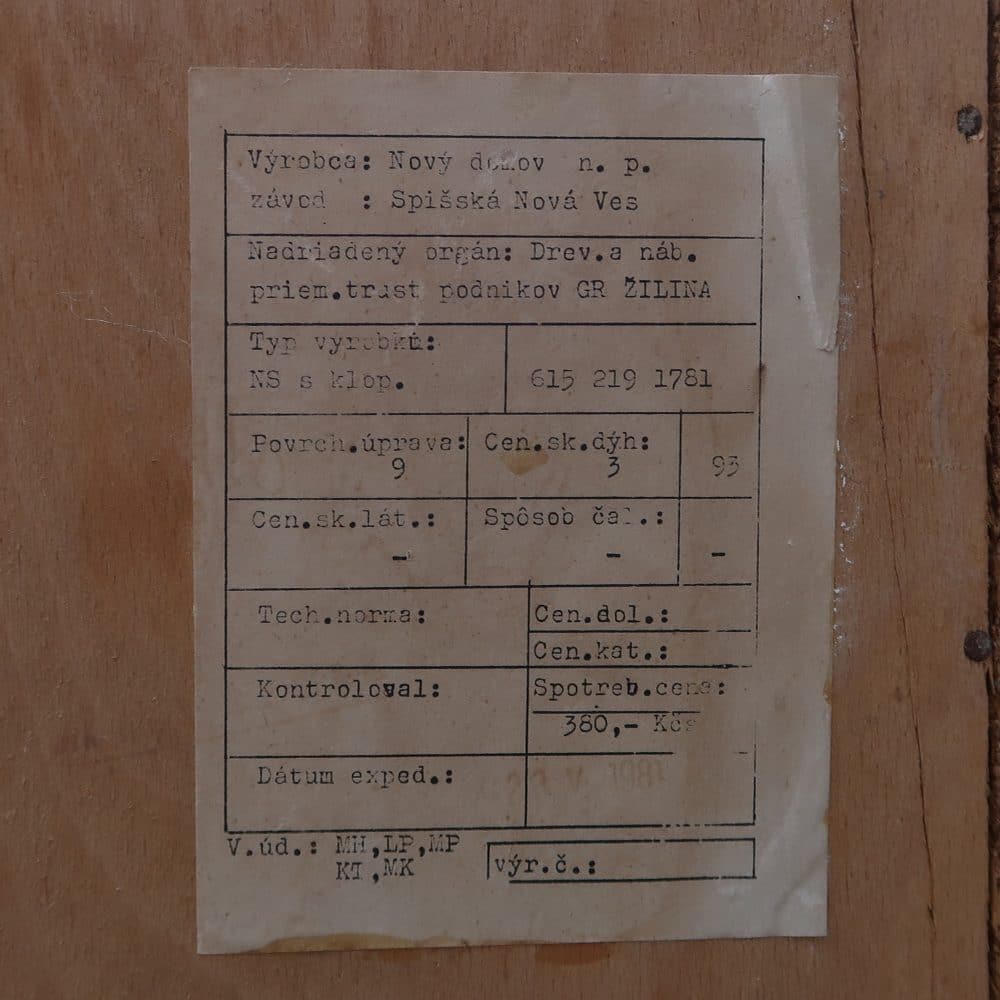 Výrobca: Nový domov n. p.
závod : Spišská Nová Ves
Nadriadený orgán: Drev.a náb.
priem.trust podnikov GR ŽILINA
Typ výrobku:
NS s klop. 615 219 1781
Povrch.úprava: Cen.sk.dýh:
9 3 93
Cen.sk.lát.: Spôsob čal.:
- - -
Tech.norma: Cen.dol.:
Cen.kat.:
Kontroloval: Spotreb.cena:
380,- Kčs
Dátum exped.:
V.úd.: MH,LP,MP
KT,MK
výr.č.: